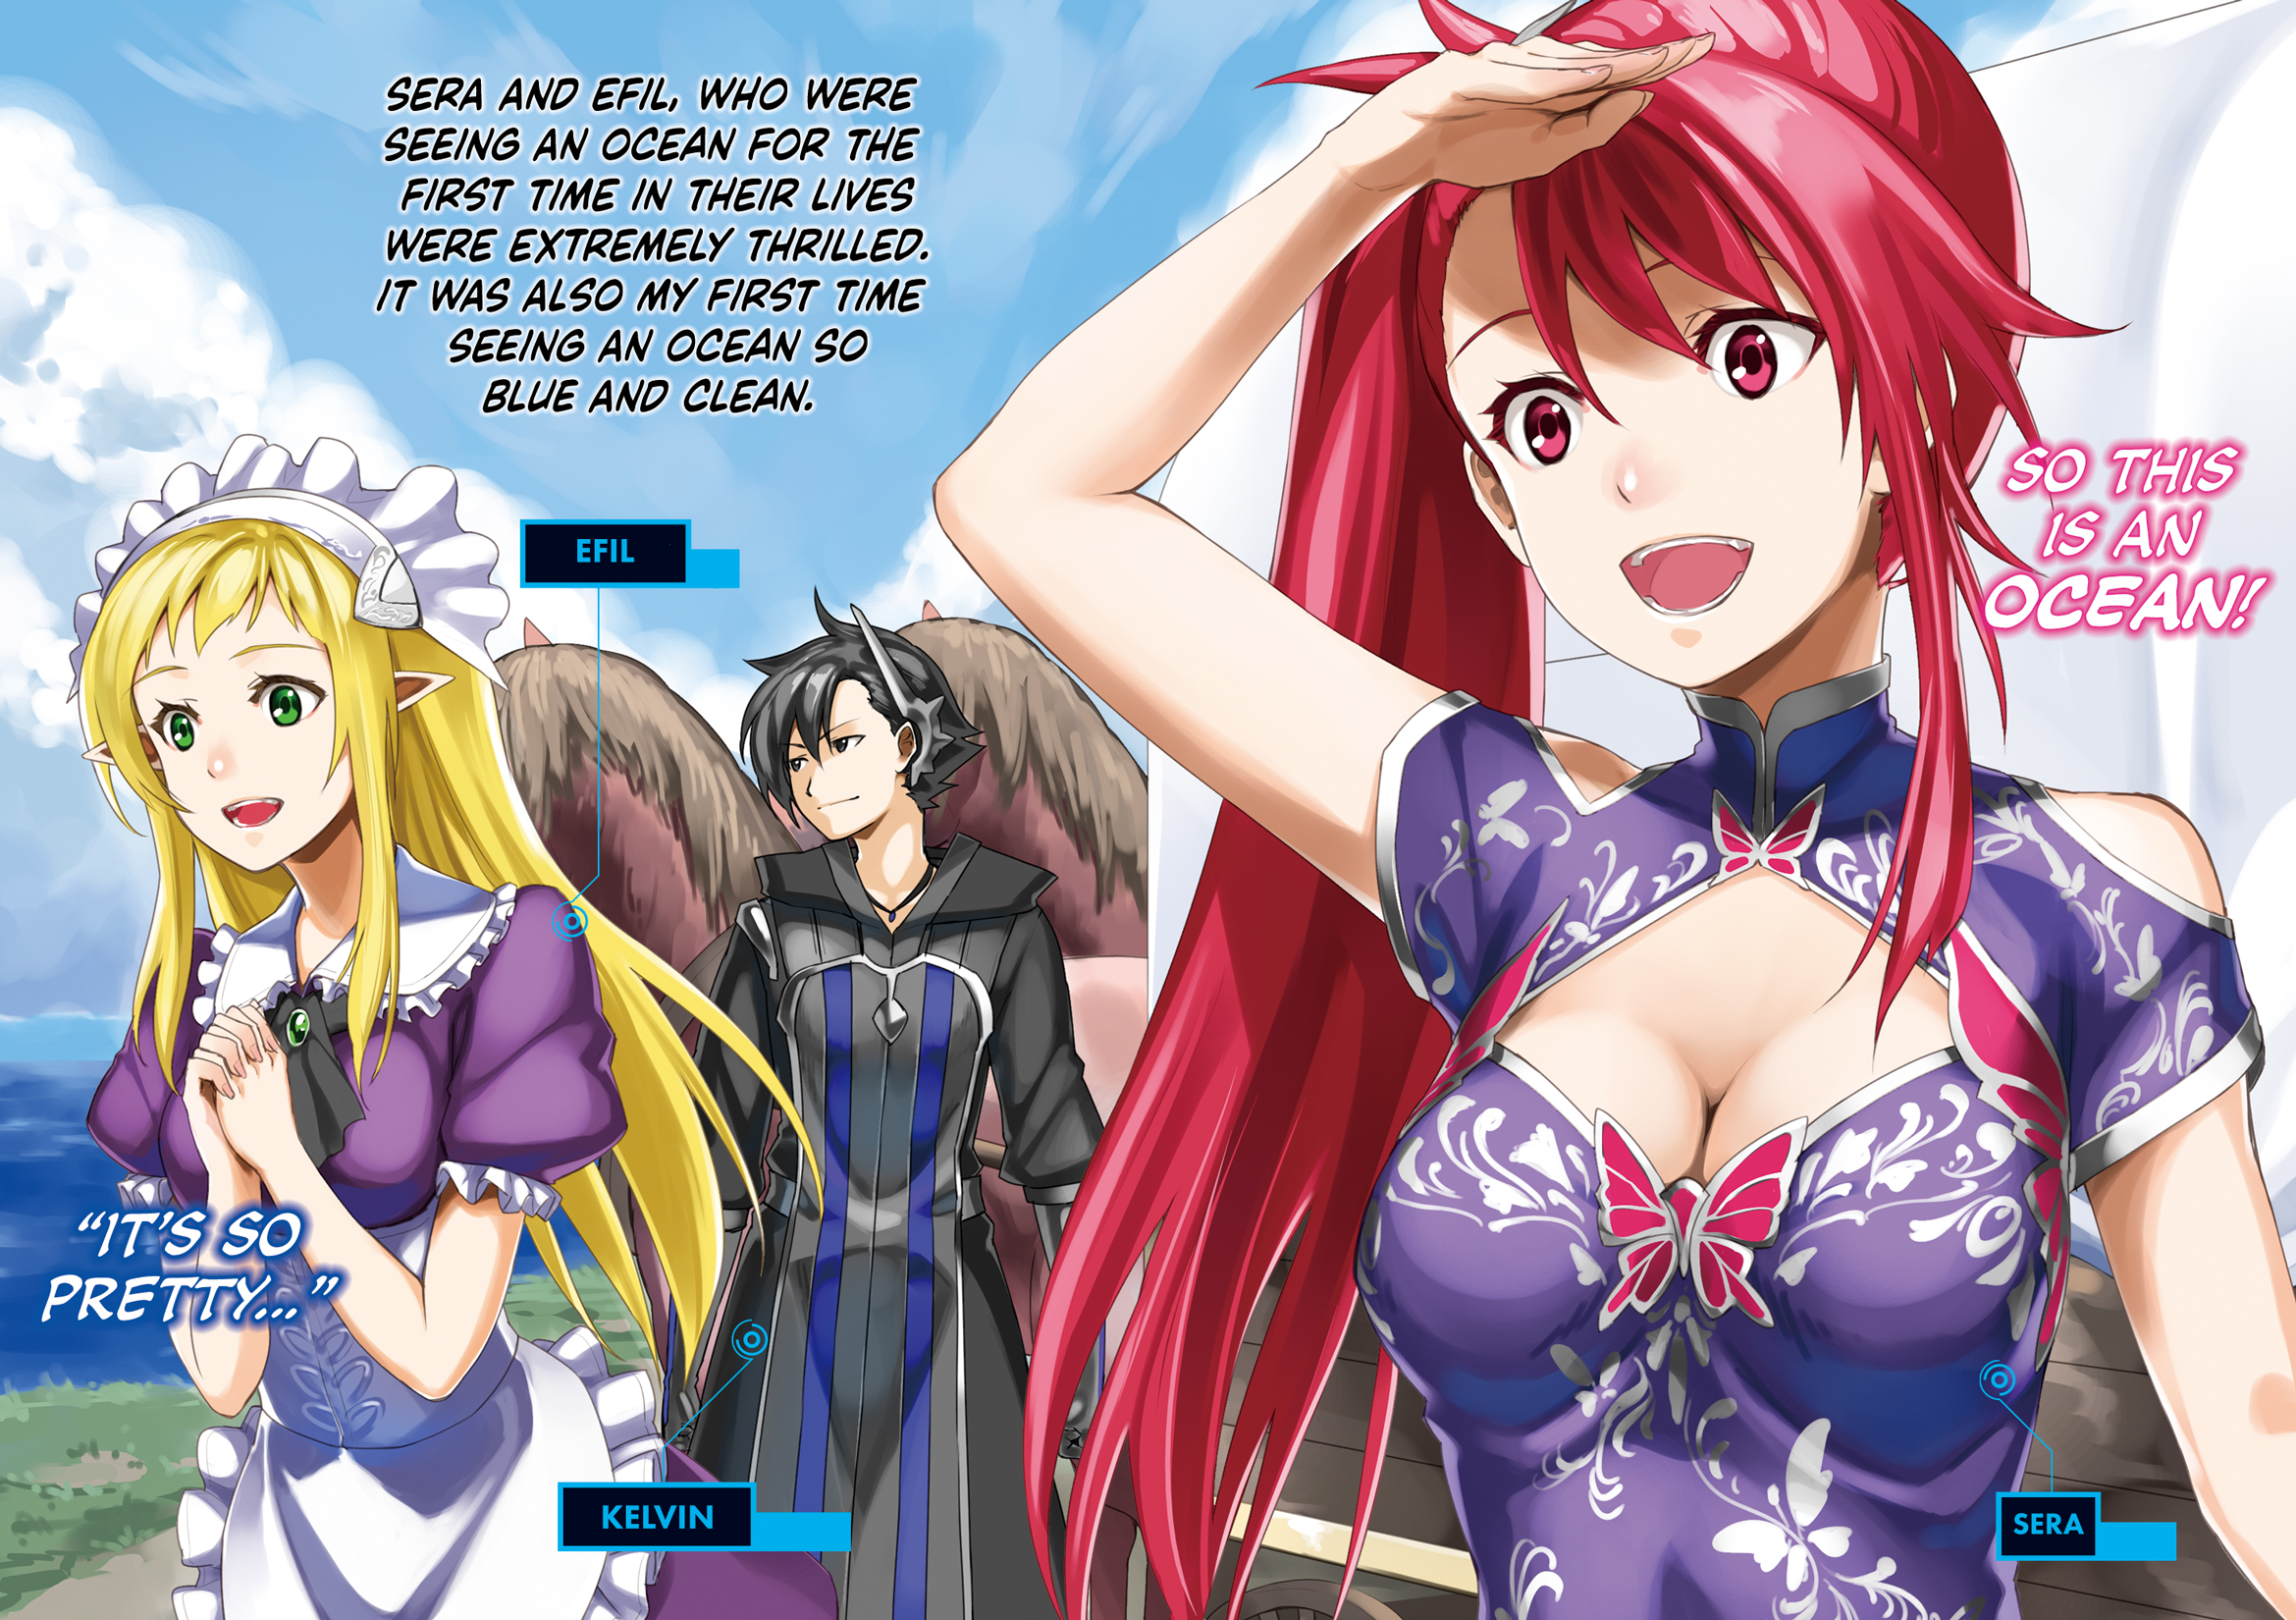 SERA AND EFIL, WHO WERE
SEEING AN OCEAN FOR THE
FIRST TIME IN THEIR LIVES
WERE EXTREMELY THRILLED.
IT WAS ALSO MY FIRST TIME
SEEING AN OCEAN SO
BLUE AND CLEAN.
SO THIS
IS AN
OCEAN!
EFIL
"IT'S SO
PRETTY..."
KELVIN
SERA